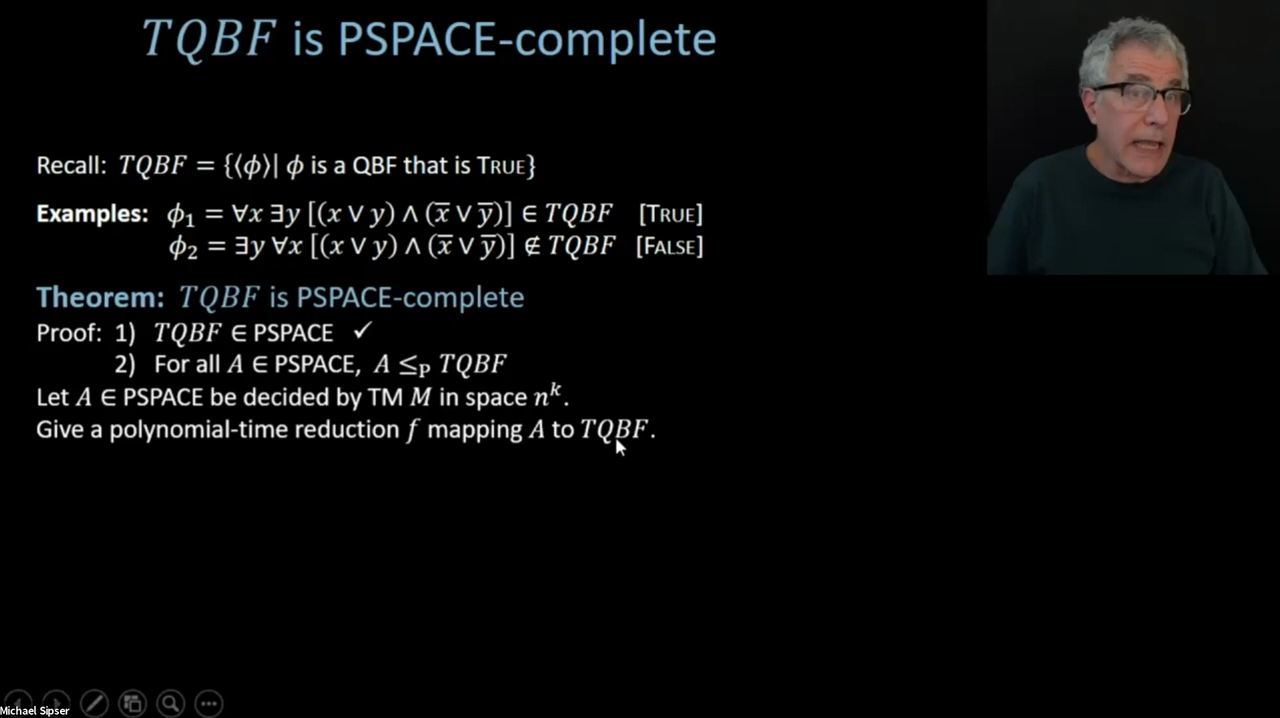 TQBF is PSPACE-complete
Recall: TQBF = {⟨ϕ⟩| ϕ is a QBF that is TRUE}
Examples: ϕ₁ = ∀x ∃y [(x ∨ y) ∧ (x̅ ∨ y̅)] ∈ TQBF [TRUE]
ϕ₂ = ∃y ∀x [(x ∨ y) ∧ (x̅ ∨ y̅)] ∉ TQBF [FALSE]
Theorem: TQBF is PSPACE-complete
Proof: 1) TQBF ∈ PSPACE ✓
2) For all A ∈ PSPACE, A ≤ₚ TQBF
Let A ∈ PSPACE be decided by TM M in space nᵏ.
Give a polynomial-time reduction f mapping A to TQBF.
Michael Sipser